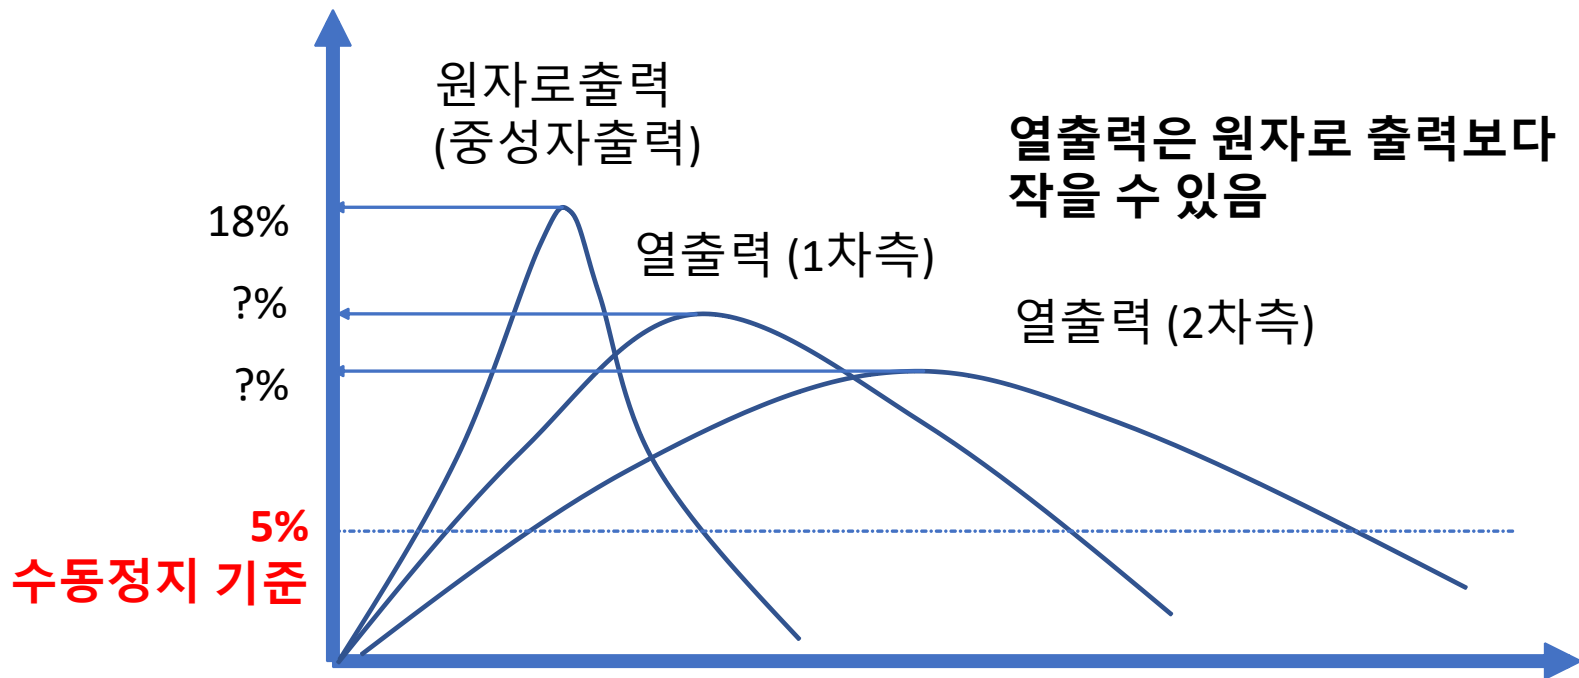 원자로출력
(중성자출력)
열출력은 원자로 출력보다
작을 수 있음
18%
열출력 (1차측)
?%
열출력 (2차측)
?%
5%
수동정지 기준